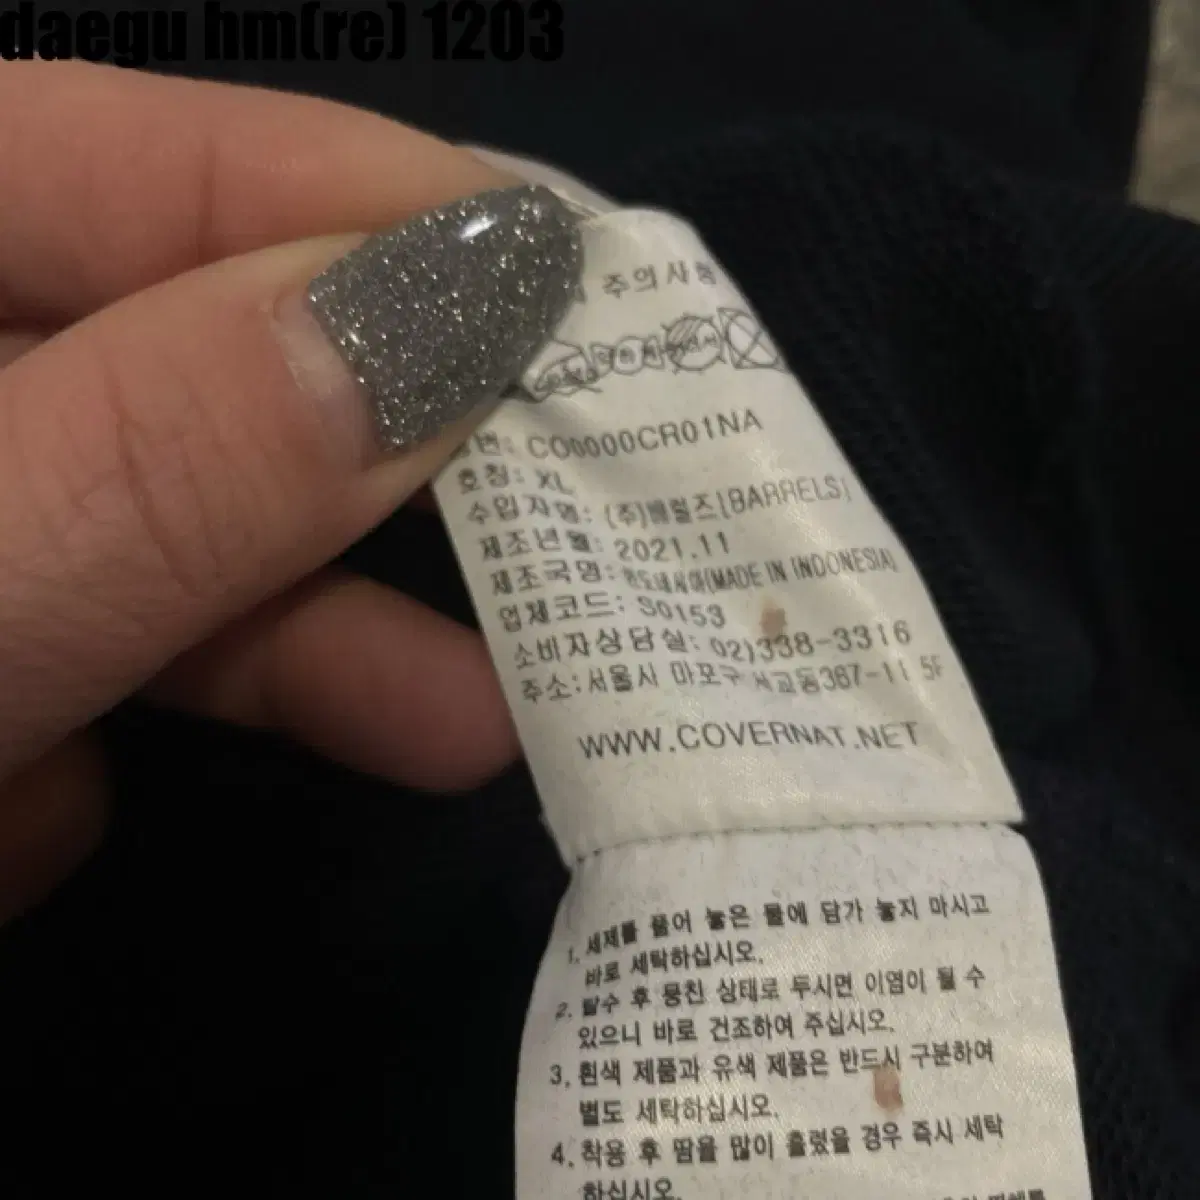 daegu hm(re) 1203
주의사항
품번: CO0000CR01NA
호칭: XL
수입자명: (주)배럴즈(BARRELS)
제조년월: 2021.11
제조국명: 인도네시아(MADE IN INDONESIA)
업체코드: S0153
소비자상담실: 02)338-3316
주소: 서울시 마포구 서교동367-11 5F
WWW.COVERNAT.NET
1. 세제를 풀어 놓은 물에 담가 놓지 마시고
바로 세탁하십시오.
2. 탈수 후 뭉친 상태로 두시면 이염이 될 수
있으니 바로 건조하여 주십시오.
3. 흰색 제품과 유색 제품은 반드시 구분하여
별도 세탁하십시오.
4. 착용 후 땀을 많이 흘렸을 경우 즉시 세탁
하십시오.